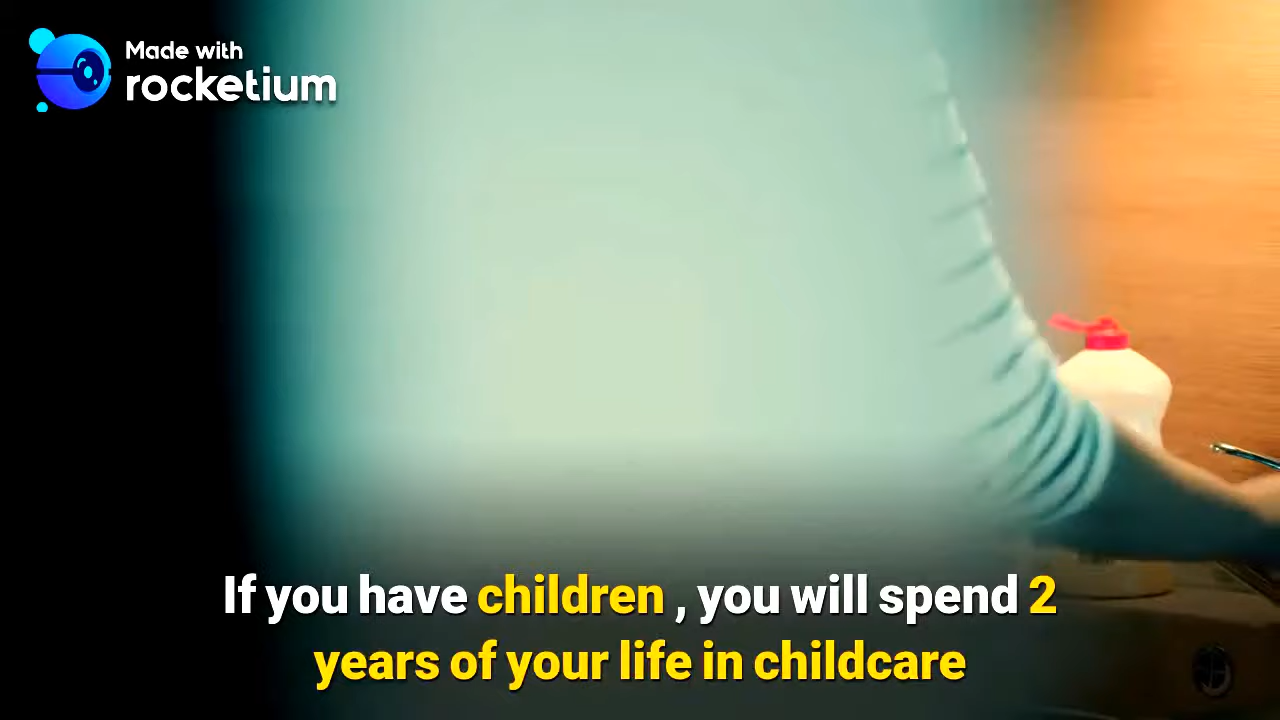 Made with
rocketium
If you have children , you will spend 2
years of your life in childcare